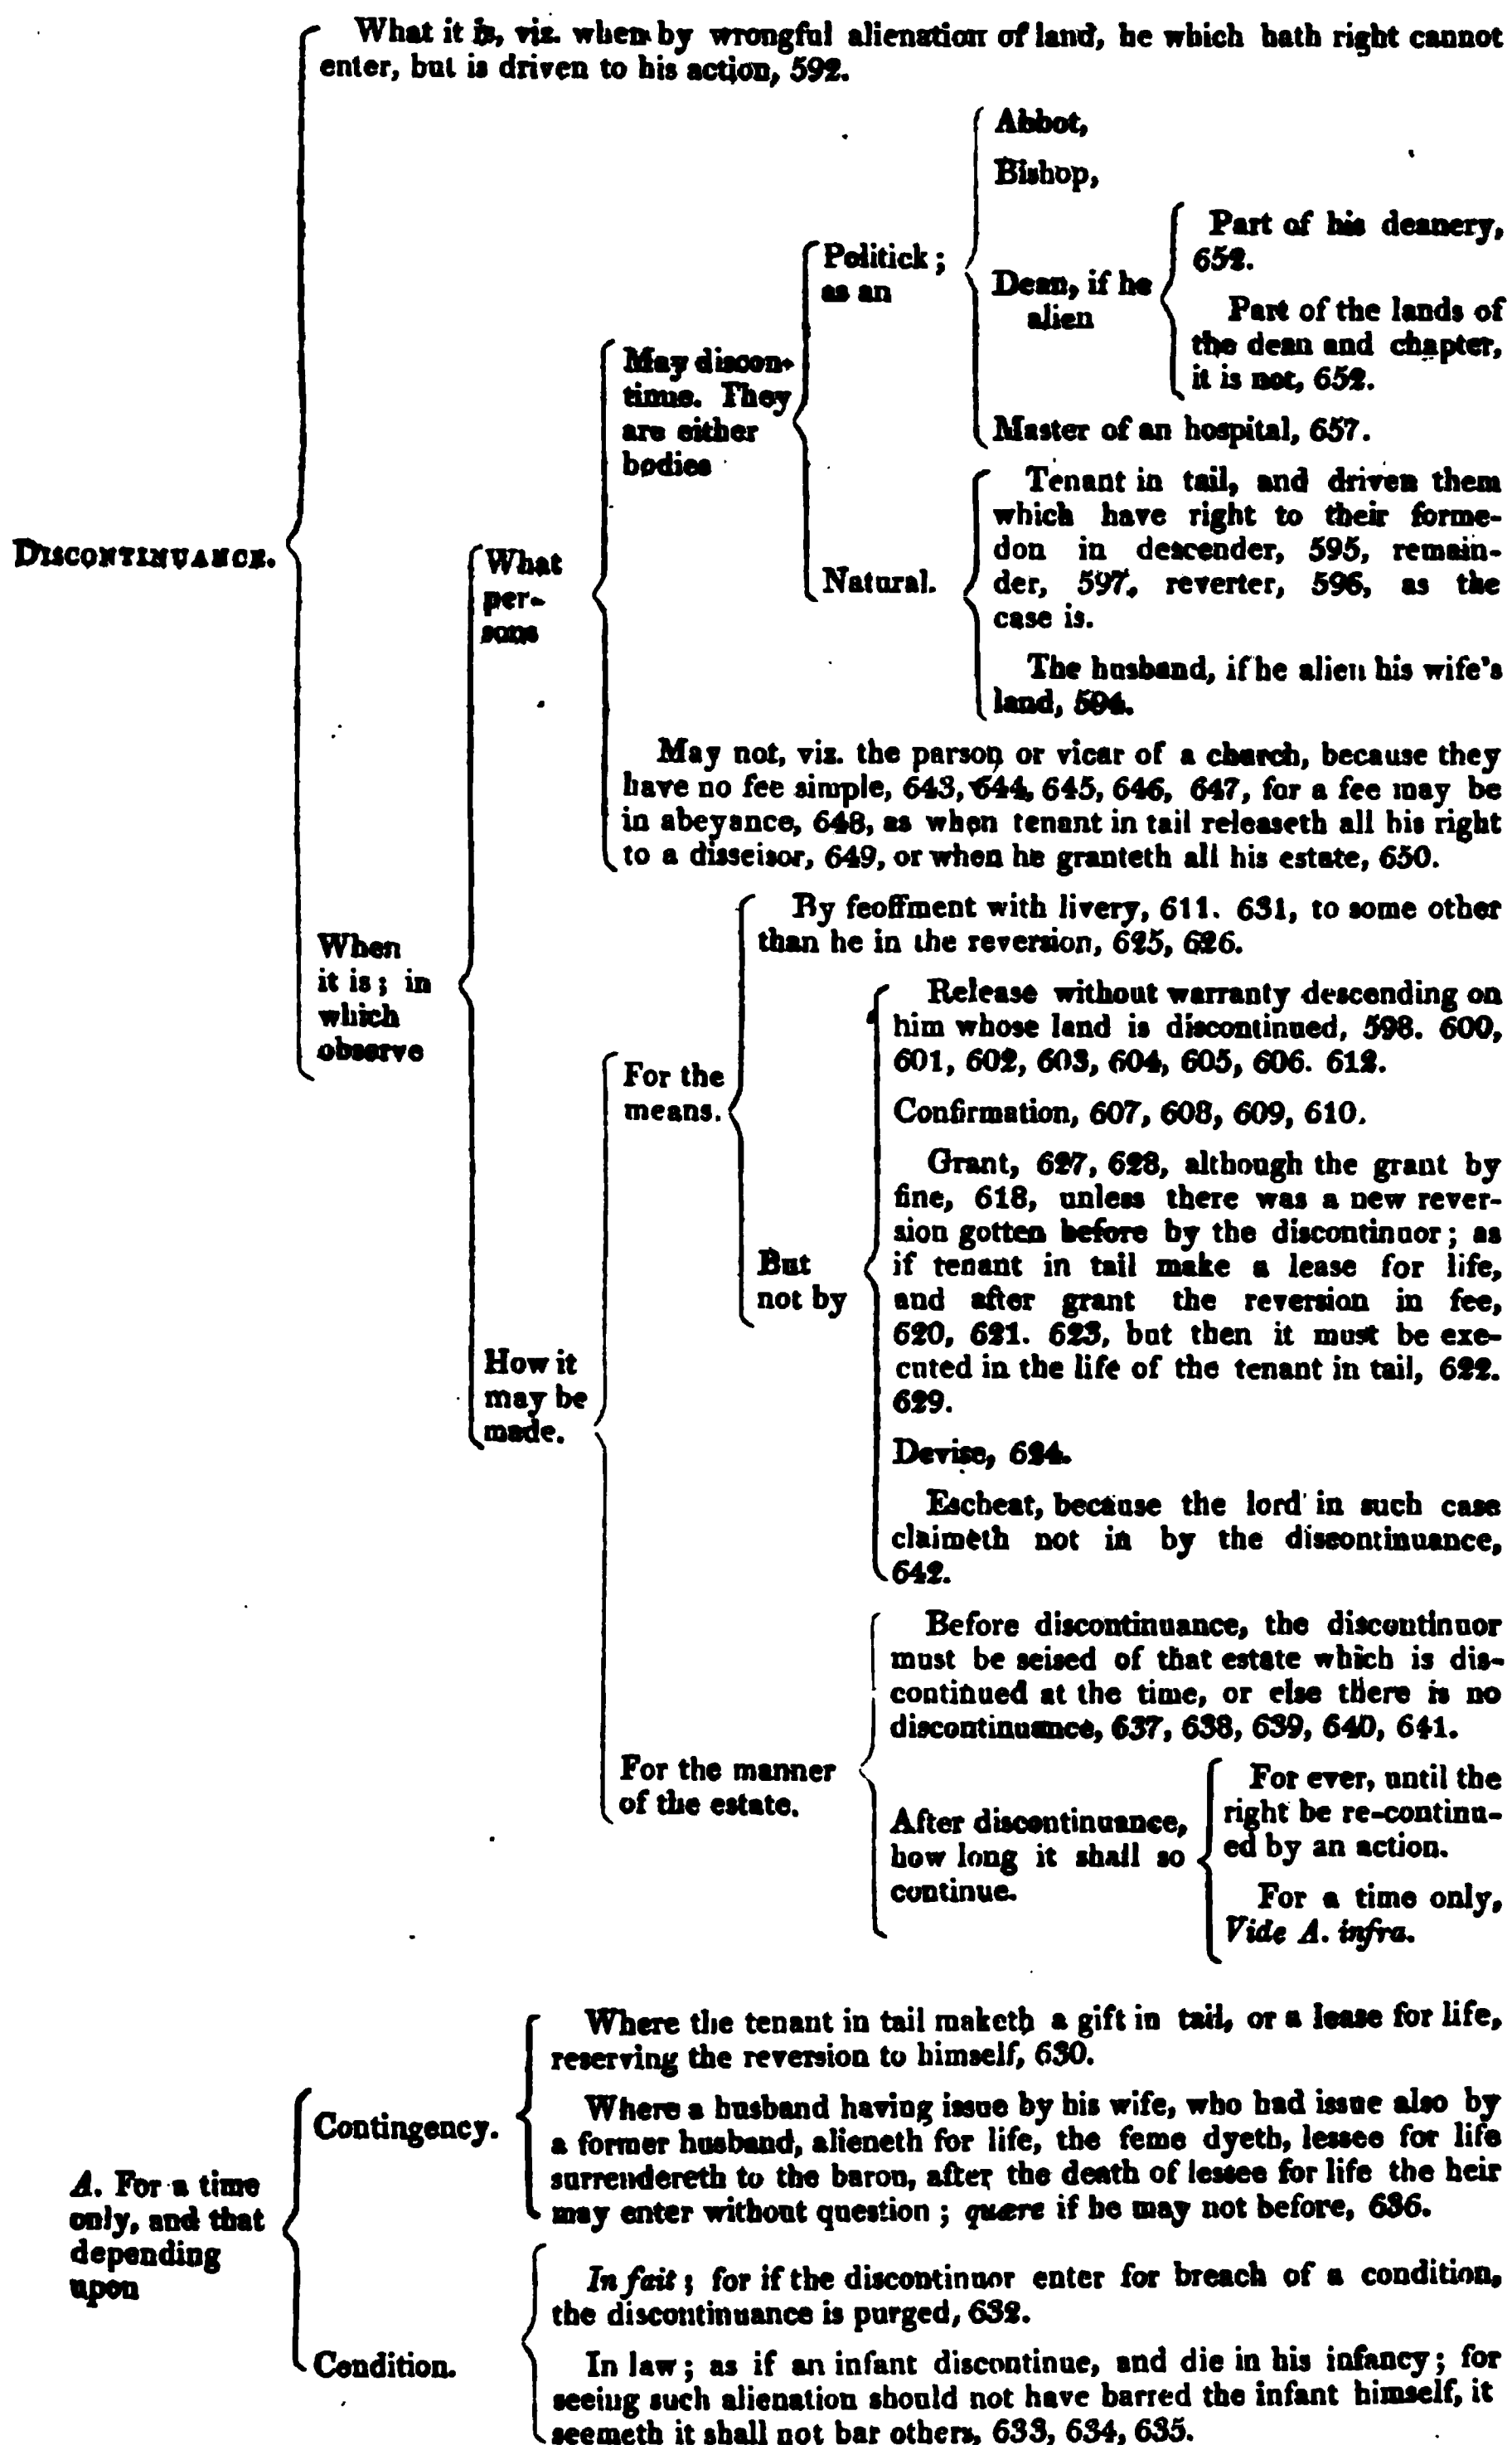 What it is, viz. when by wrongful alienation of land, he which hath right cannot
enter, but is driven to his action, 592.
DISCONTINUANCE.
When
it is; in
which
observe
What
per-
sons
May discon-
tinue. They
are either
bodies
Politick;
as an
Abbot,
Bishop,
Dean, if he
alien
Part of his deanery,
652.
Part of the lands of
the dean and chapter,
it is not, 652.
Master of an hospital, 657.
Natural.
Tenant in tail, and driven them
which have right to their forme-
don in descender, 595, remain-
der, 597, reverter, 596, as the
case is.
The husband, if he alien his wife's
land, 594.
May not, viz. the parson or vicar of a church, because they
have no fee simple, 643, 644, 645, 646, 647, for a fee may be
in abeyance, 648, as when tenant in tail releaseth all his right
to a disseisor, 649, or when he granteth all his estate, 650.
How it
may be
made.
For the
means.
By feoffment with livery, 611. 631, to some other
than he in the reversion, 625, 626.
But
not by
Release without warranty descending on
him whose land is discontinued, 598. 600,
601, 602, 603, 604, 605, 606. 612.
Confirmation, 607, 608, 609, 610.
Grant, 627, 628, although the grant by
fine, 618, unless there was a new rever-
sion gotten before by the discontinuor; as
if tenant in tail make a lease for life,
and after grant the reversion in fee,
620, 621. 623, but then it must be exe-
cuted in the life of the tenant in tail, 622.
629.
Devise, 624.
Escheat, because the lord in such case
claimeth not in by the discontinuance,
642.
For the manner
of the estate.
Before discontinuance, the discontinuor
must be seised of that estate which is dis-
continued at the time, or else there is no
discontinuance, 637, 638, 639, 640, 641.
After discontinuance,
how long it shall so
continue.
For ever, until the
right be re-continu-
ed by an action.
For a time only,
Vide A. infra.
A. For a time
only, and that
depending
upon
Contingency.
Where the tenant in tail maketh a gift in tail, or a lease for life,
reserving the reversion to himself, 630.
Where a husband having issue by his wife, who had issue also by
a former husband, alieneth for life, the feme dyeth, lessee for life
surrendereth to the baron, after the death of lessee for life the heir
may enter without question; quære if he may not before, 636.
Condition.
In fait; for if the discontinuor enter for breach of a condition,
the discontinuance is purged, 632.
In law; as if an infant discontinue, and die in his infancy; for
seeing such alienation should not have barred the infant himself, it
seemeth it shall not bar others, 633, 634, 635.